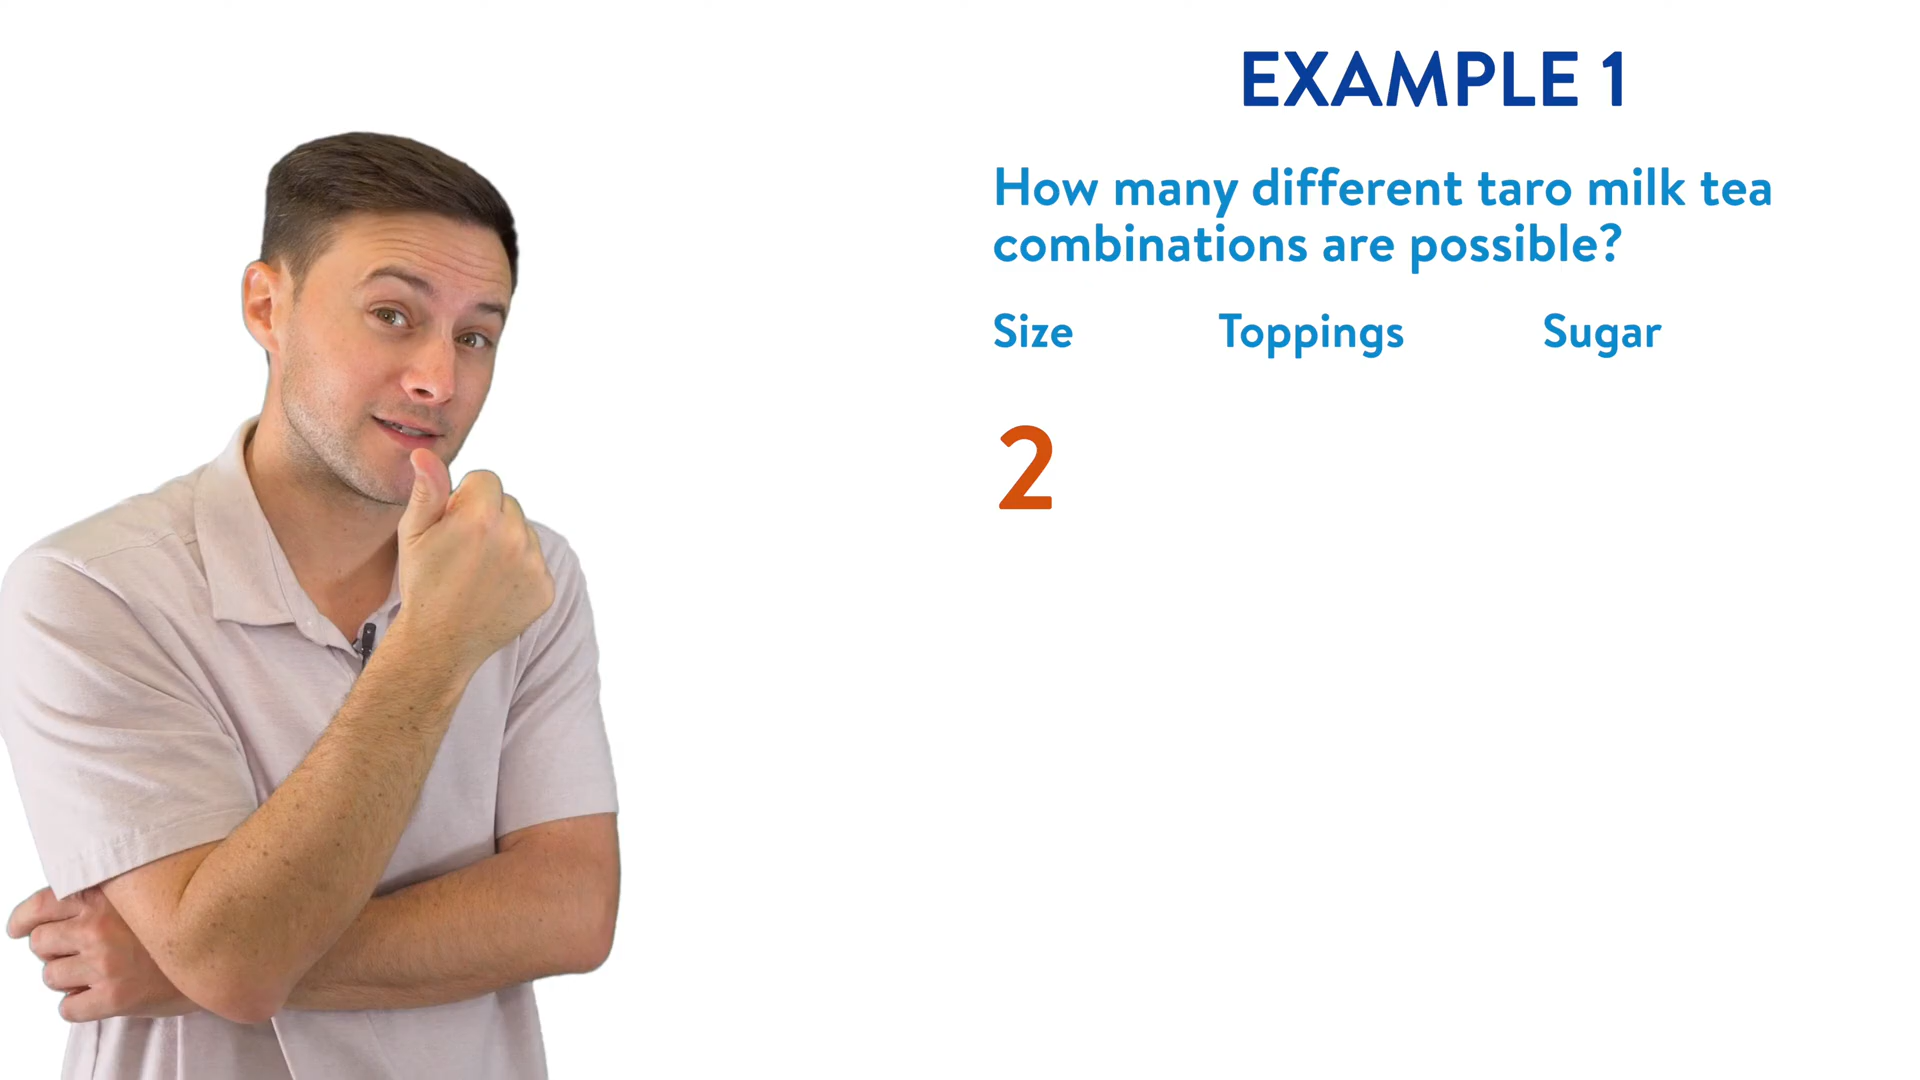 EXAMPLE 1
How many different taro milk tea
combinations are possible?
Size Toppings Sugar
2